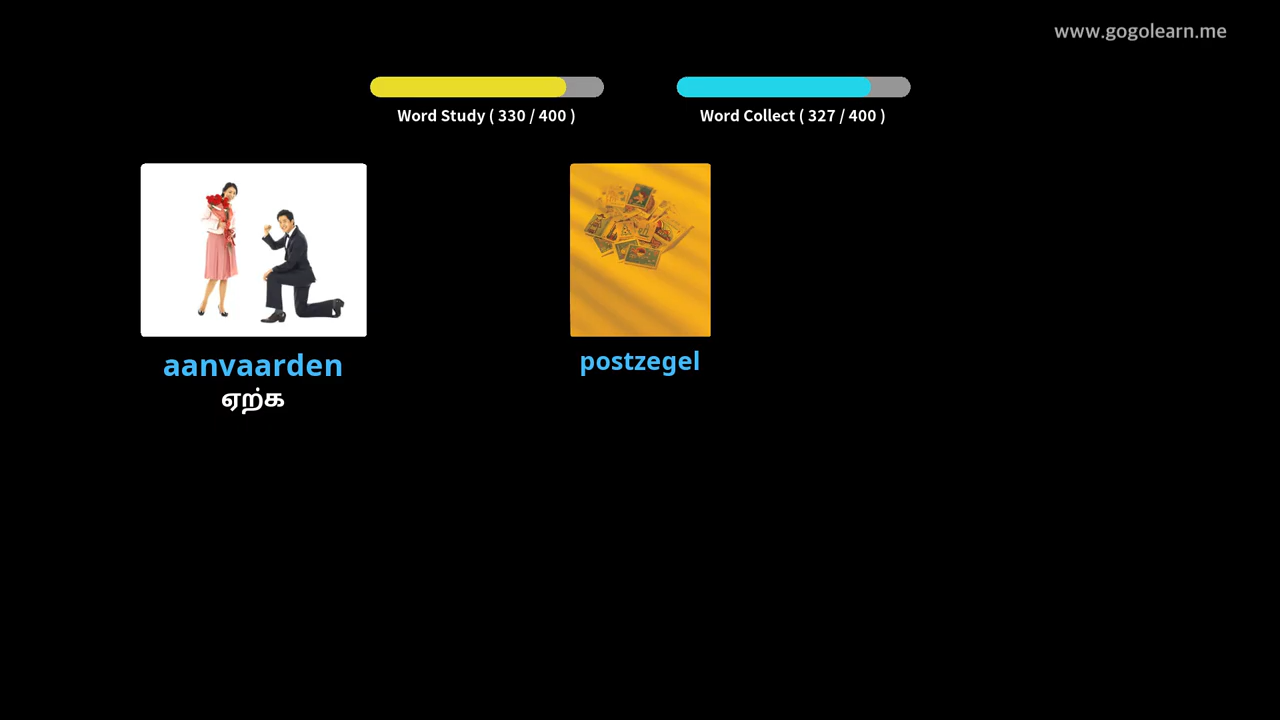 www.gogolearn.me
Word Study ( 330 / 400 )
Word Collect ( 327 / 400 )
aanvaarden
ஏற்க
postzegel